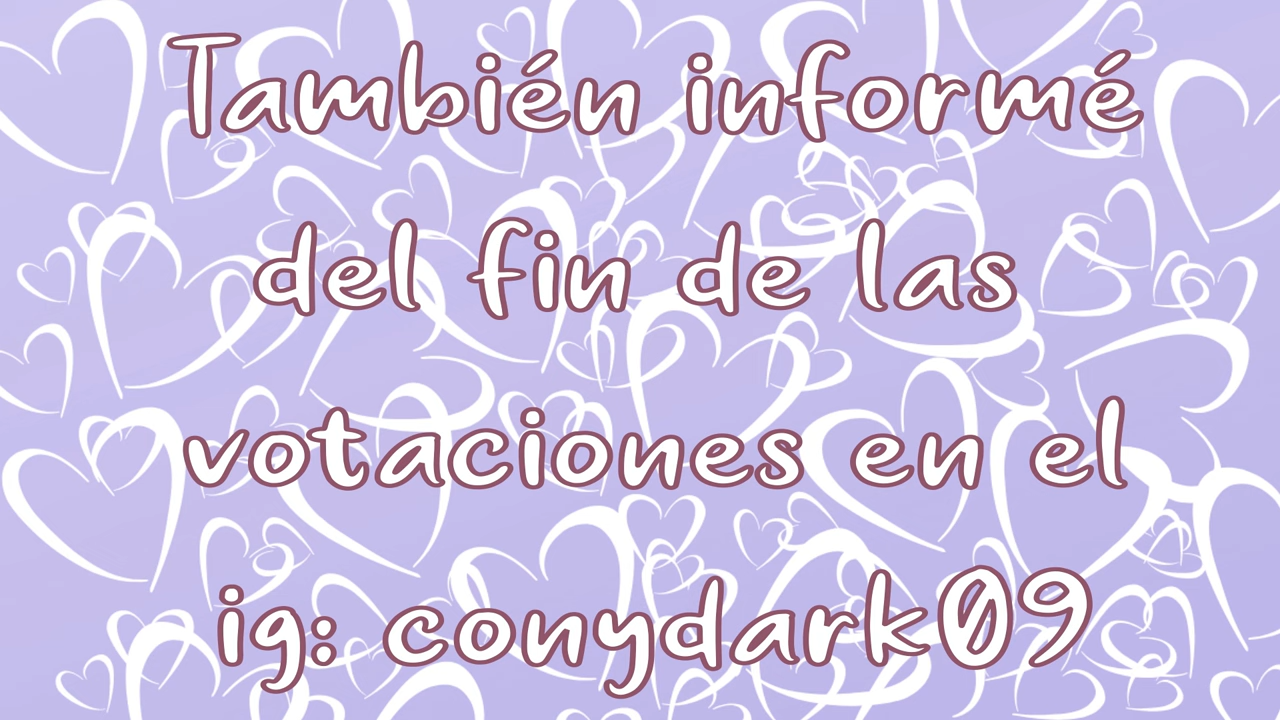 También informé
del fin de las
votaciones en el
ig: conydark09